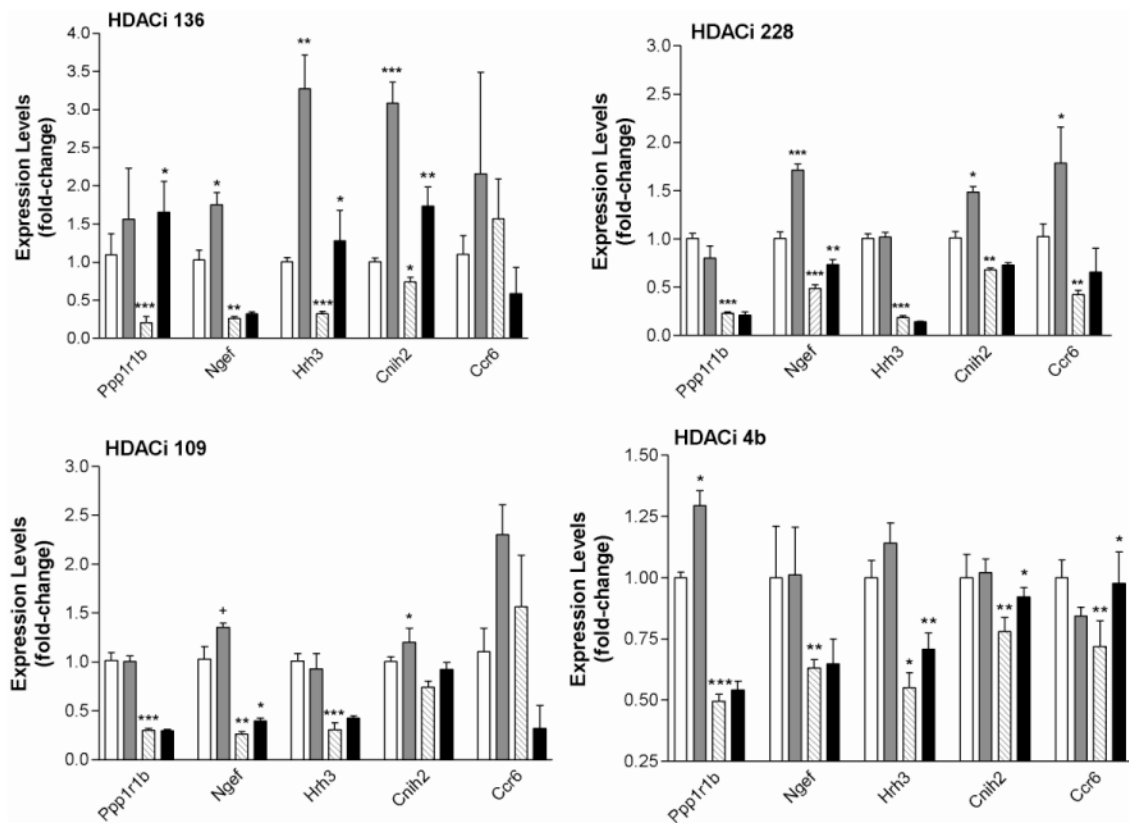 HDACi 136
Expression Levels
(fold-change)
4.0
3.5
3.0
2.5
2.0
1.5
1.0
0.5
0.0
***
*
*
**
**
***
*
***
*
**
Ppp1r1b
Ngef
Hrh3
Cnih2
Ccr6
HDACi 228
Expression Levels
(fold-change)
3.0
2.5
2.0
1.5
1.0
0.5
0.0
***
***
***
**
***
*
**
*
**
Ppp1r1b
Ngef
Hrh3
Cnih2
Ccr6
HDACi 109
Expression Levels
(fold-change)
3.0
2.5
2.0
1.5
1.0
0.5
0.0
***
+
**
*
***
*
Ppp1r1b
Ngef
Hrh3
Cnih2
Ccr6
HDACi 4b
Expression Levels
(fold-change)
1.50
1.25
1.00
0.75
0.50
0.25
*
***
**
*
**
**
*
**
*
Ppp1r1b
Ngef
Hrh3
Cnih2
Ccr6